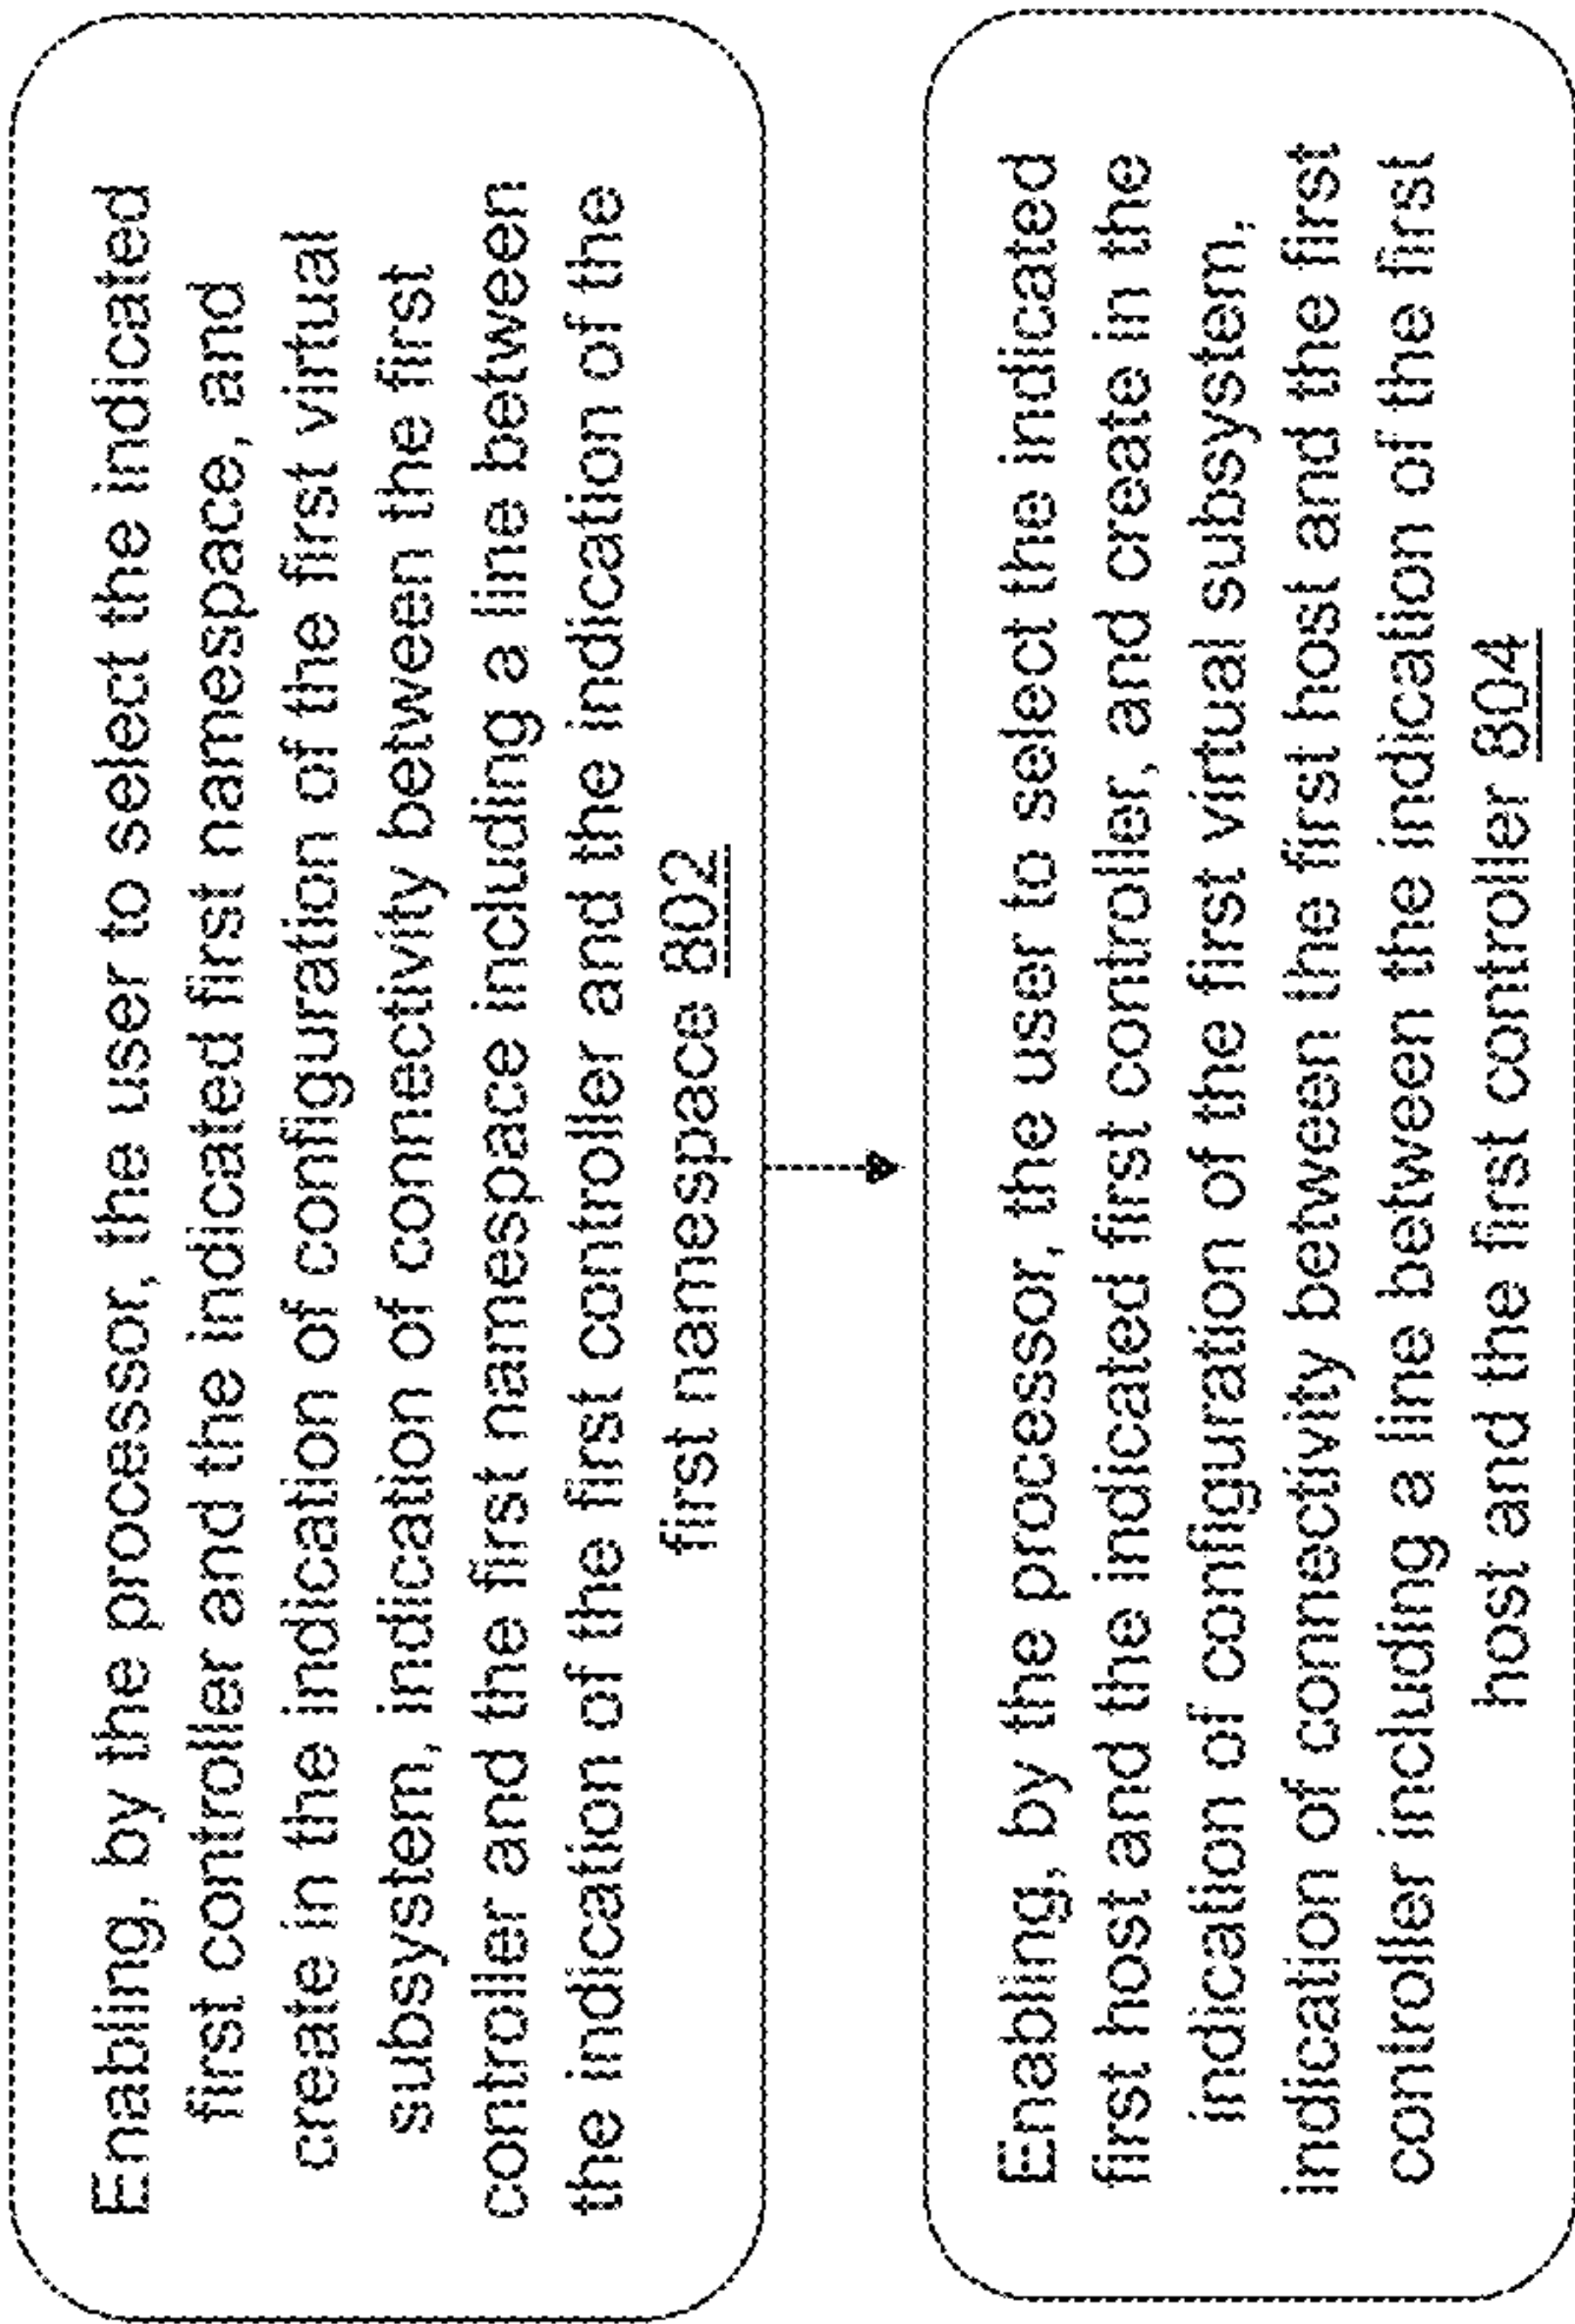 Enabling, by the processor, the user to select the indicated
first controller and the indicated first namespace, and
create in the indication of configuration of the first virtual
subsystem, indication of connectivity between the first
controller and the first namespace including a line between
the indication of the first controller and the indication of the
first namespace 802
Enabling, by the processor, the user to select the indicated
first host and the indicated first controller, and create in the
indication of configuration of the first virtual subsystem,
indication of connectivity between the first host and the first
controller including a line between the indication of the first
host and the first controller 804